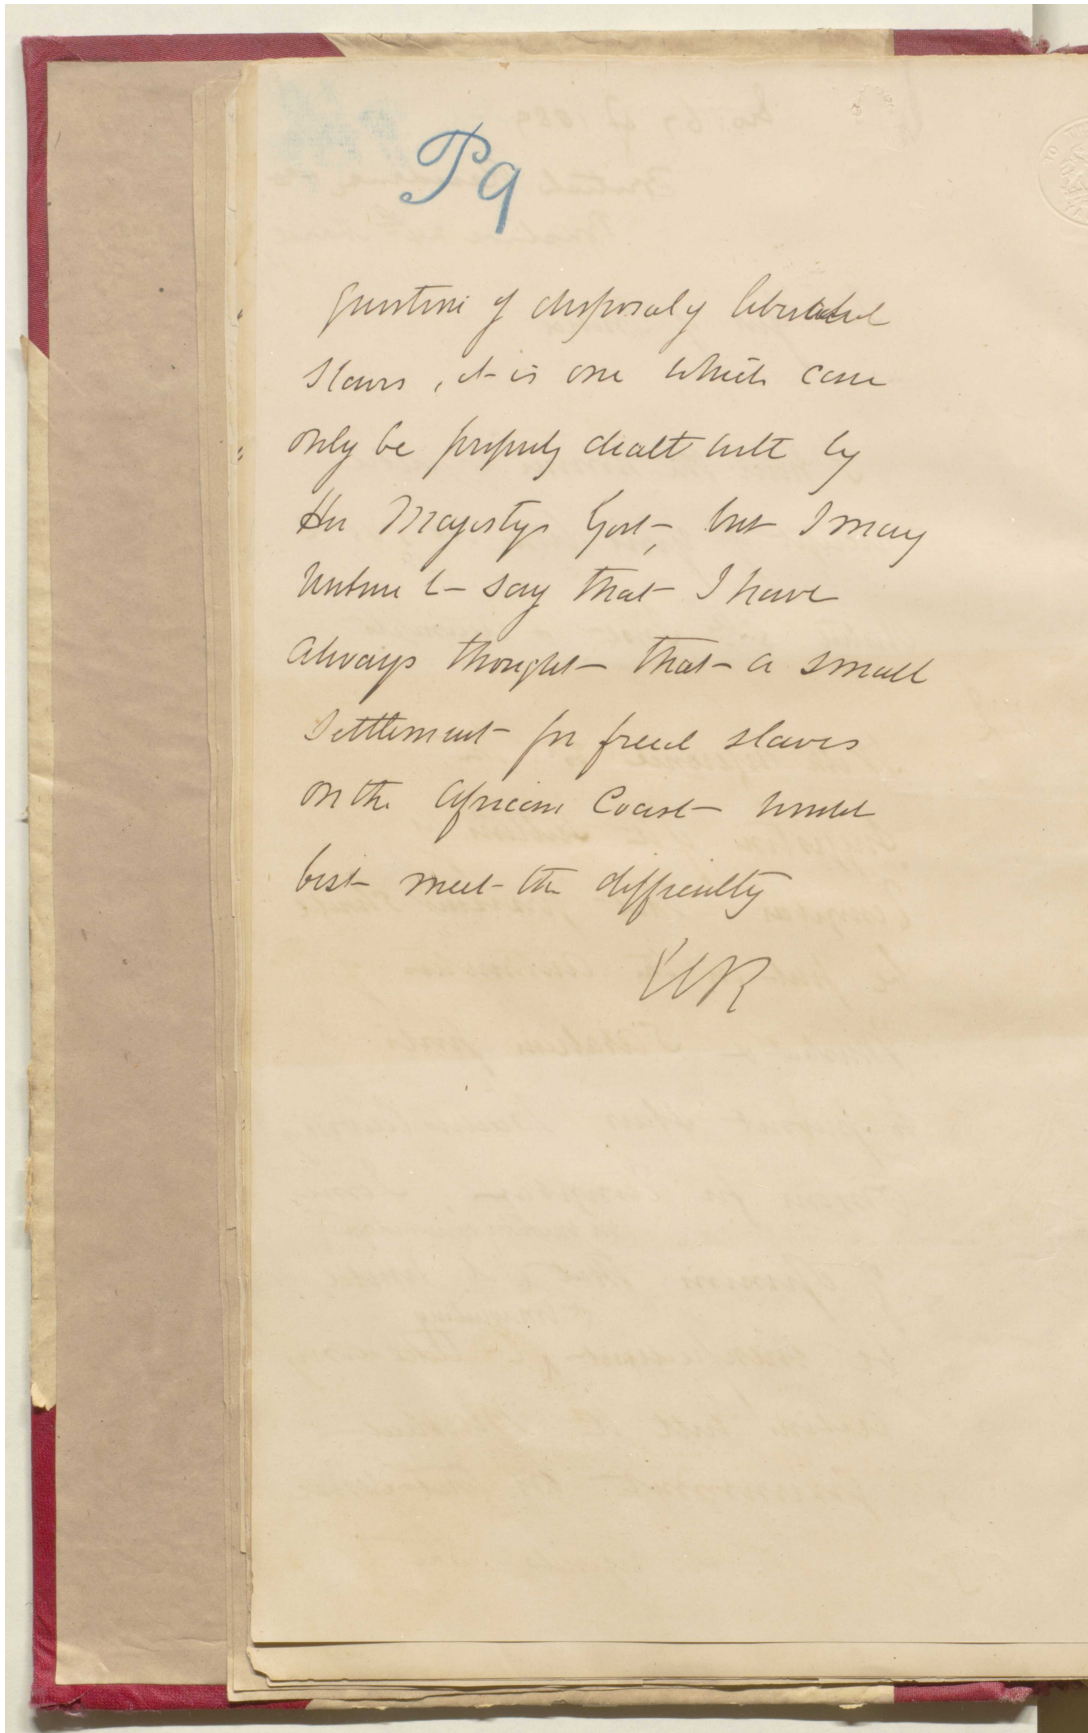 P9
question of disposal of liberated
slaves, it is one which can
only be properly dealt with by
Her Majestys Govt, but I may
venture to say that I have
always thought that a small
settlement for freed slaves
on the African Coast would
best meet the difficulty